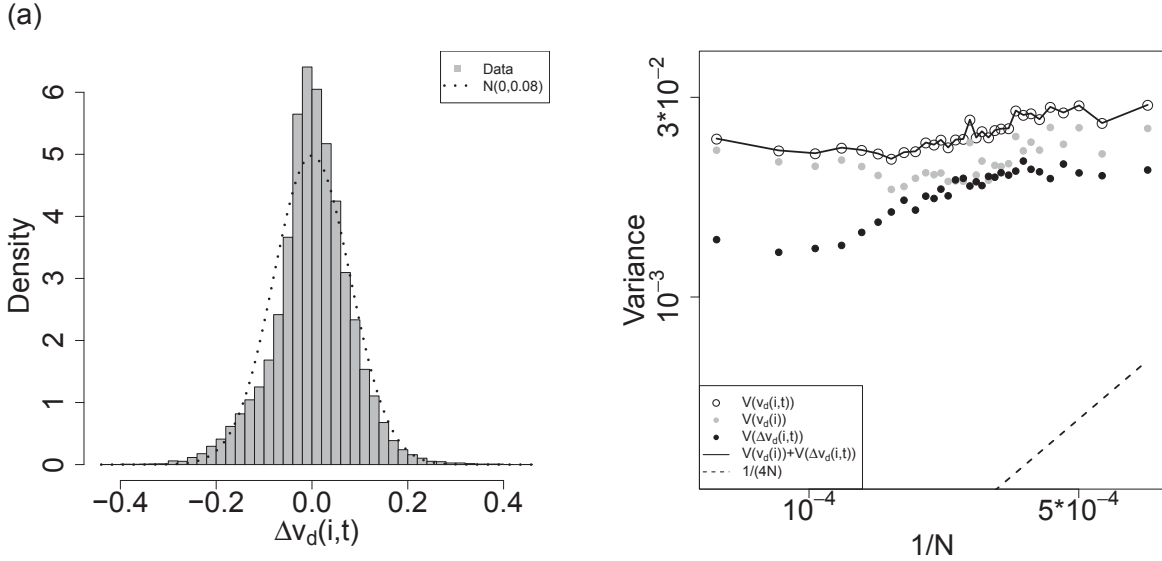 (a)
Data
N(0,0.08)
Density
0
1
2
3
4
5
6
−0.4
−0.2
0.0
0.2
0.4
Δv_d(i,t)
Variance
3*10^−2
10^−3
V(v_d(i,t))
V(v_d(i))
V(Δv_d(i,t))
V(v_d(i))+V(Δv_d(i,t))
1/(4N)
10^−4
5*10^−4
1/N